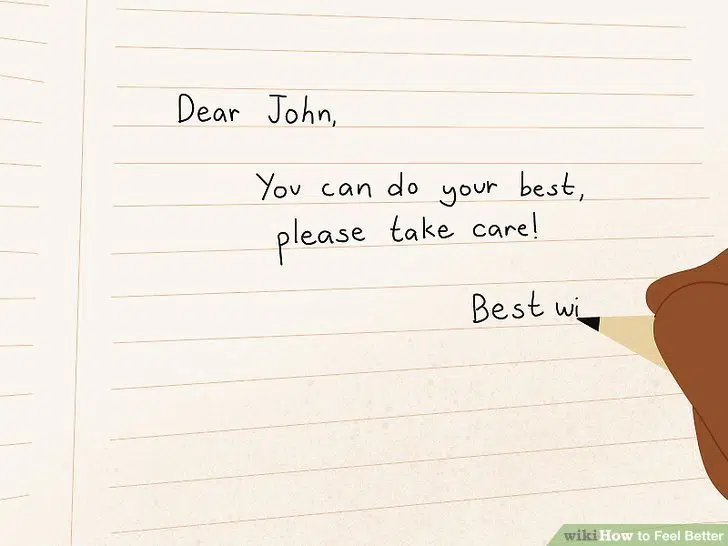 Dear John,
You can do your best,
please take care!
Best wi
wikiHow to Feel Better